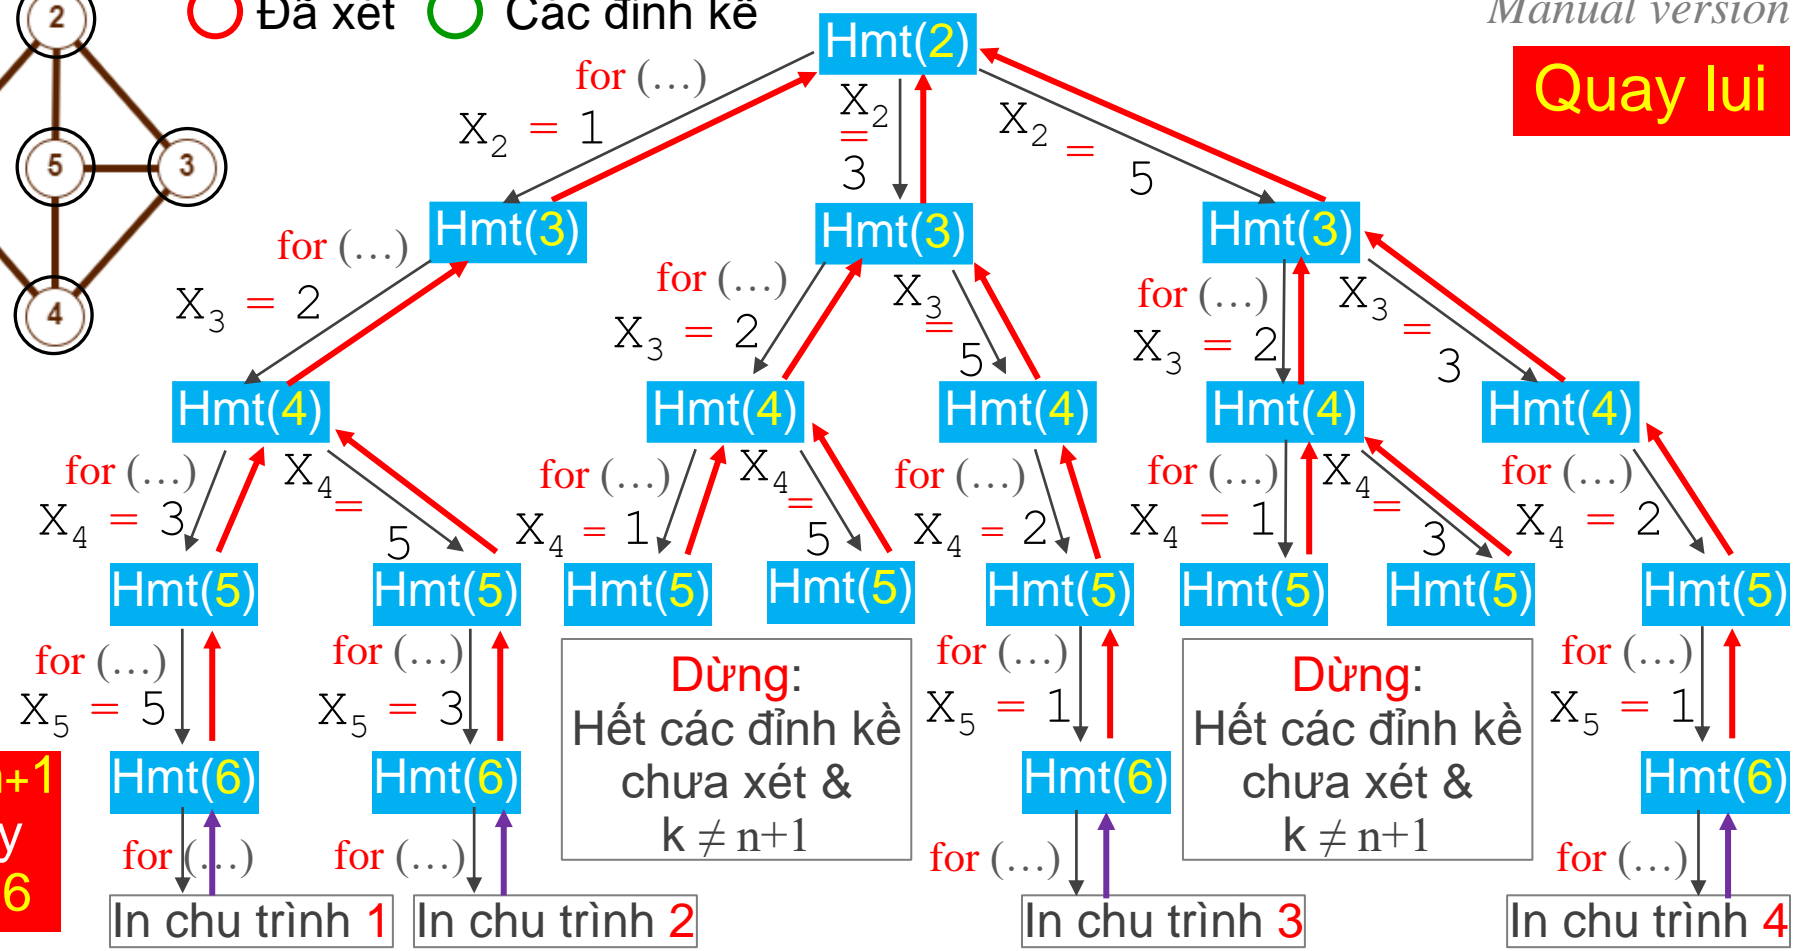 Đã xét
Các đỉnh kề
Manual version
Quay lui
2
5
3
4
Hmt(2)
for (...)
X2 = 1
X2 = 3
X2 = 5
Hmt(3)
Hmt(3)
Hmt(3)
for (...)
X3 = 2
for (...)
X3 = 2
X3 = 5
for (...)
X3 = 2
X3 = 3
Hmt(4)
Hmt(4)
Hmt(4)
Hmt(4)
Hmt(4)
for (...)
X4 = 3
X4 = 5
for (...)
X4 = 1
X4 = 5
for (...)
X4 = 2
for (...)
X4 = 1
X4 = 3
for (...)
X4 = 2
Hmt(5)
Hmt(5)
Hmt(5)
Hmt(5)
Hmt(5)
Hmt(5)
Hmt(5)
Hmt(5)
for (...)
X5 = 5
for (...)
X5 = 3
Dừng:
Hết các đỉnh kề
chưa xét &
k ≠ n+1
for (...)
X5 = 1
Dừng:
Hết các đỉnh kề
chưa xét &
k ≠ n+1
for (...)
X5 = 1
+1
y
6
Hmt(6)
Hmt(6)
Hmt(6)
Hmt(6)
for (...)
for (...)
for (...)
for (...)
In chu trình 1
In chu trình 2
In chu trình 3
In chu trình 4